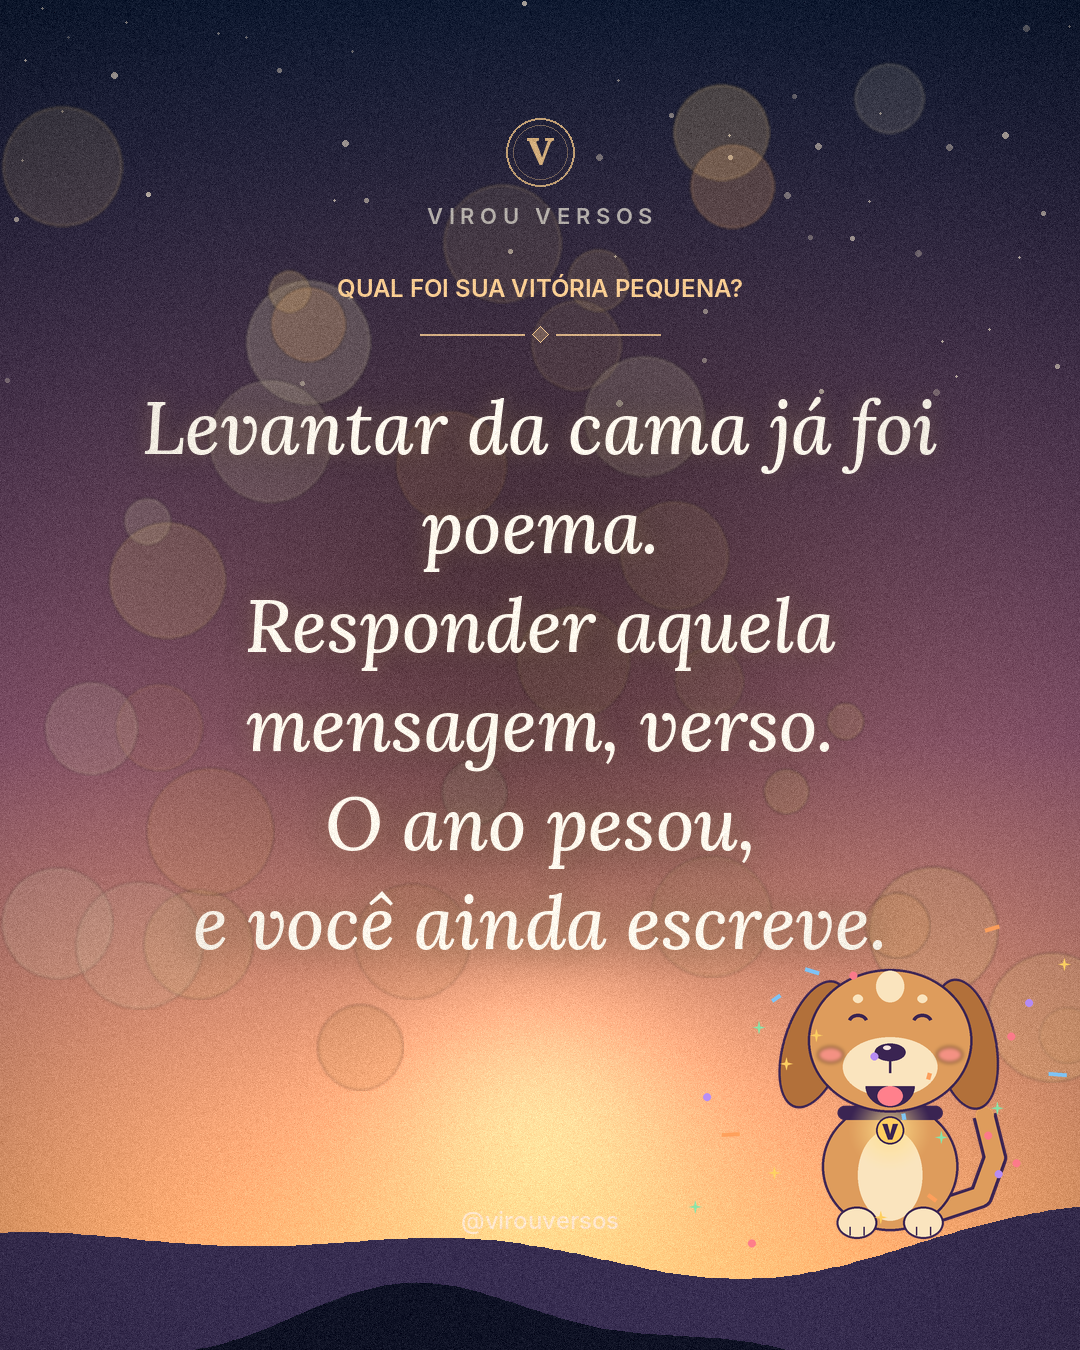 V
VIROU VERSOS
QUAL FOI SUA VITÓRIA PEQUENA?
Levantar da cama já foi
poema.
Responder aquela
mensagem, verso.
O ano pesou,
e você ainda escreve.
V
@virouversos